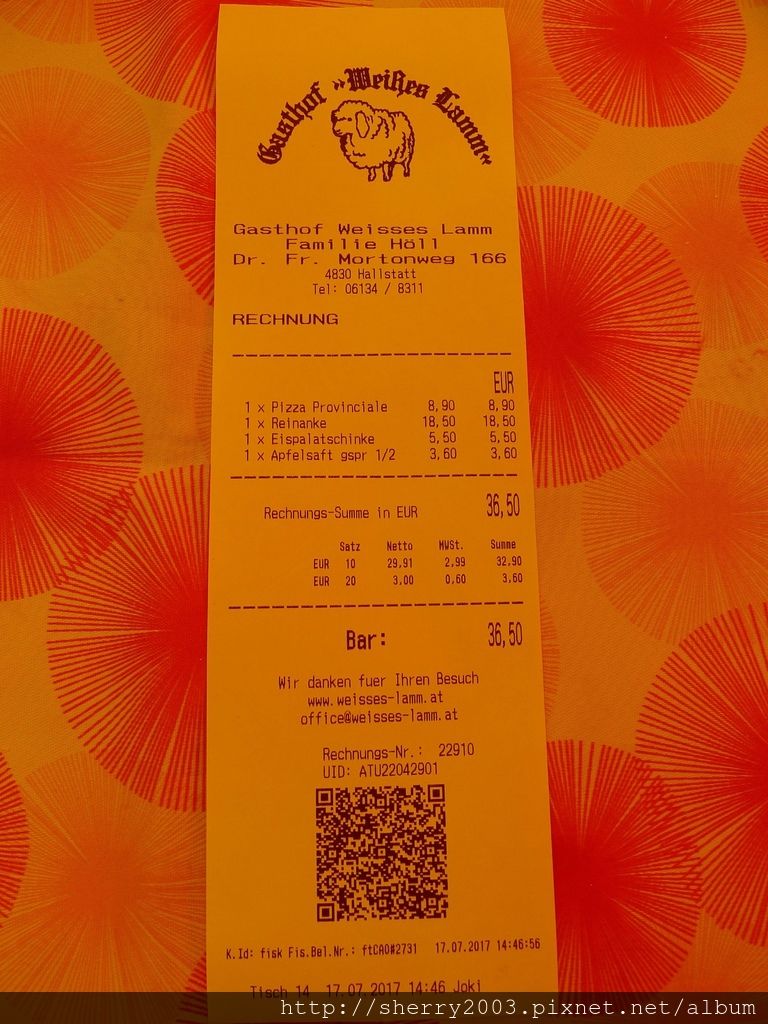 Gasthof »Weißes Lamm«
Gasthof Weisses Lamm
Familie Höll
Dr. Fr. Mortonweg 166
4830 Hallstatt
Tel: 06134 / 8311
RECHNUNG
EUR
1 x Pizza Provinciale 8,90 8,90
1 x Reinanke 18,50 18,50
1 x Eispalatschinke 5,50 5,50
1 x Apfelsaft gspr 1/2 3,60 3,60
Rechnungs-Summe in EUR 36,50
Satz Netto MWSt. Summe
EUR 10 29,91 2,99 32,90
EUR 20 3,00 0,60 3,60
Bar: 36,50
Wir danken fuer Ihren Besuch
www.weisses-lamm.at
office@weisses-lamm.at
Rechnungs-Nr.: 22910
UID: ATU22042901
K.Id: fisk Fis.Bel.Nr.: ftCA0#2731 17.07.2017 14:46:56
Tisch 14 17.07.2017 14:46 Joki
http://sherry2003.pixnet.net/album